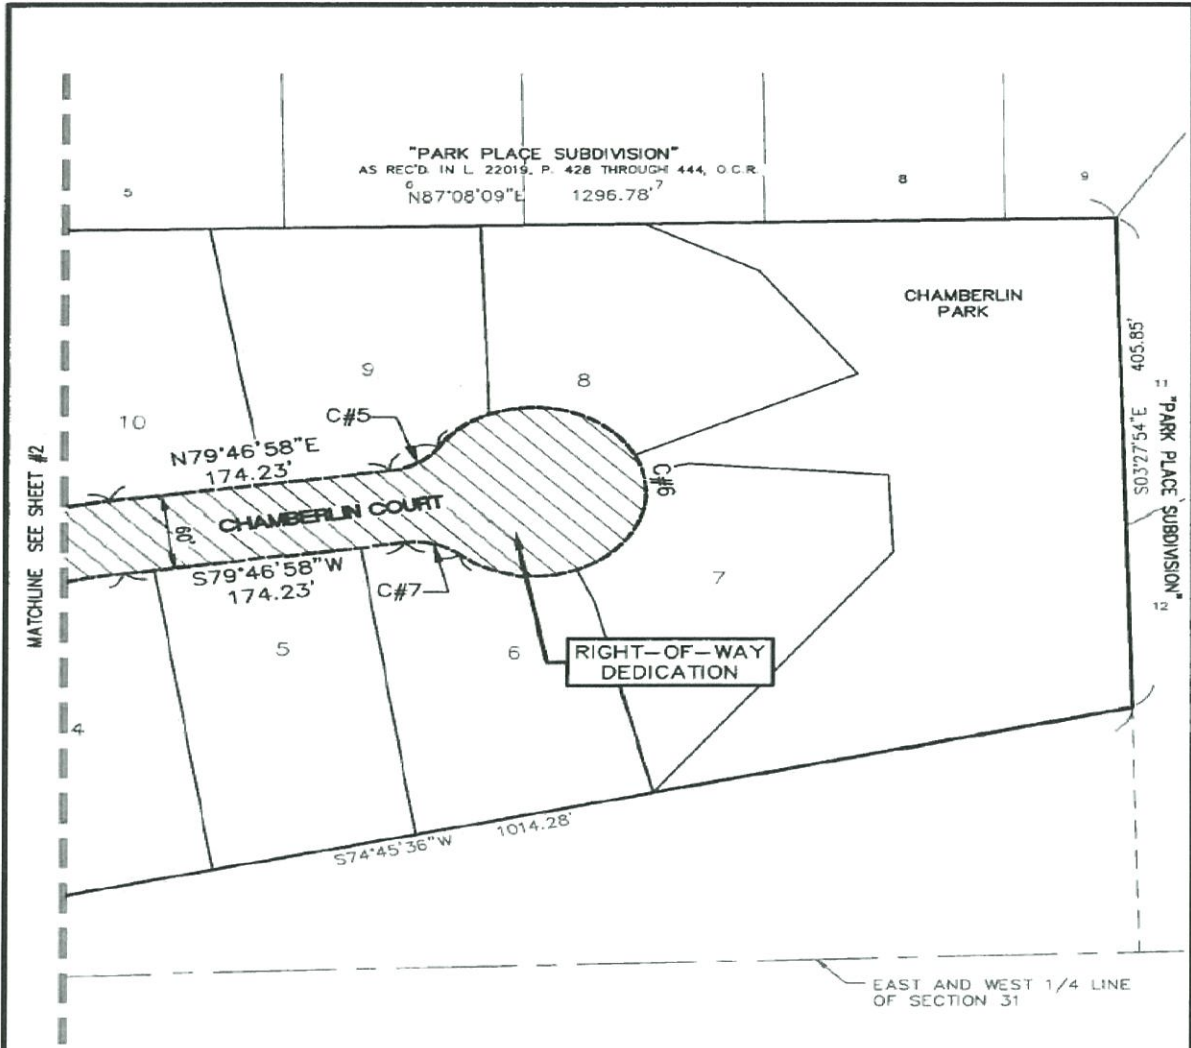 "PARK PLACE SUBDIVISION"
AS REC'D. IN L. 22019, P. 428 THROUGH 444, O.C.R.
5
6
7
8
9
N87°08'09"E 1296.78'
CHAMBERLIN
PARK
S03°27'54"E 405.85'
11
"PARK PLACE SUBDIVISION"
12
MATCHLINE SEE SHEET #2
10
9
8
C#5
N79°46'58"E
174.23'
CHAMBERLIN COURT
60'
C#6
S79°46'58"W
174.23'
C#7
7
5
6
RIGHT-OF-WAY
DEDICATION
4
S74°45'36"W 1014.28'
EAST AND WEST 1/4 LINE
OF SECTION 31